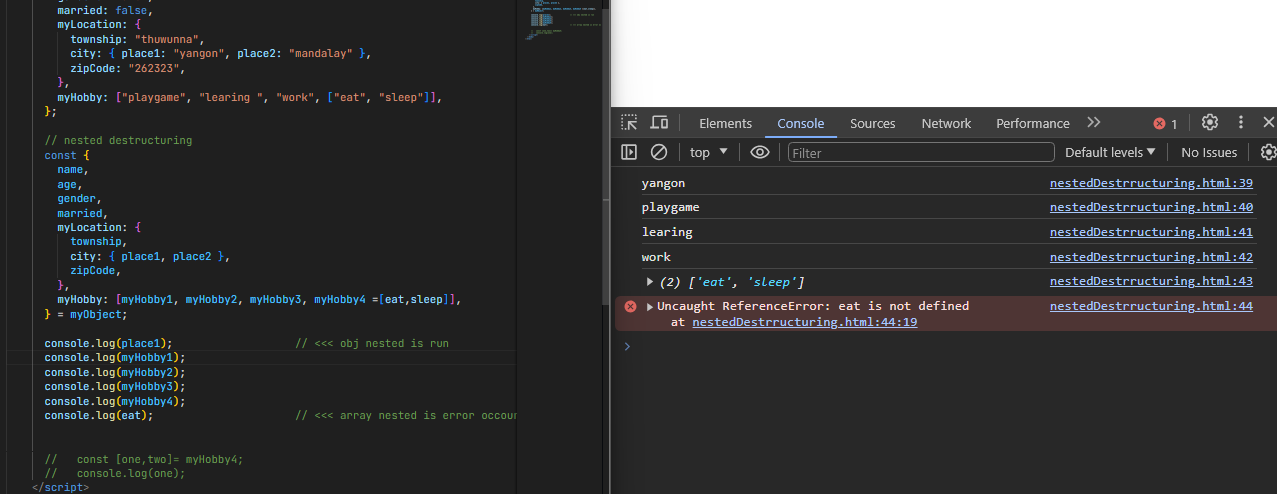 married: false,
myLocation: {
township: "thuwunna",
city: { place1: "yangon", place2: "mandalay" },
zipCode: "262323",
},
myHobby: ["playgame", "learing ", "work", ["eat", "sleep"]],
};
// nested destructuring
const {
name,
age,
gender,
married,
myLocation: {
township,
city: { place1, place2 },
zipCode,
},
myHobby: [myHobby1, myHobby2, myHobby3, myHobby4 =[eat,sleep]],
} = myObject;
console.log(place1); // <<< obj nested is run
console.log(myHobby1);
console.log(myHobby2);
console.log(myHobby3);
console.log(myHobby4);
console.log(eat); // <<< array nested is error occour
// const [one,two]= myHobby4;
// console.log(one);
</script>
Elements Console Sources Network Performance 1
top Filter Default levels No Issues
yangon nestedDestrructuring.html:39
playgame nestedDestrructuring.html:40
learing nestedDestrructuring.html:41
work nestedDestrructuring.html:42
(2) ['eat', 'sleep'] nestedDestrructuring.html:43
Uncaught ReferenceError: eat is not defined nestedDestrructuring.html:44
at nestedDestrructuring.html:44:19